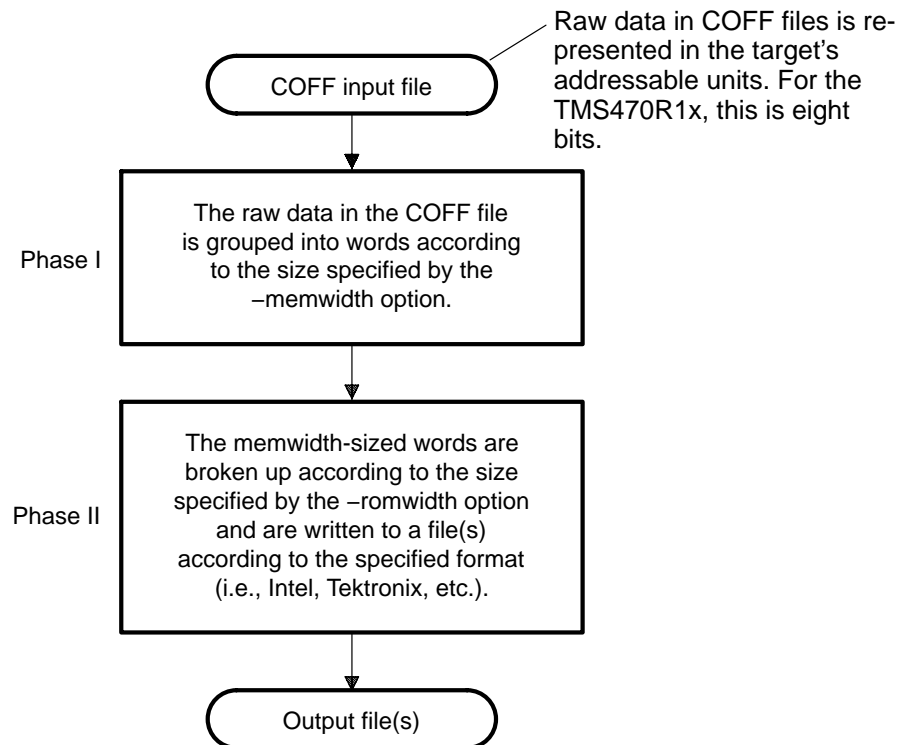 Raw data in COFF files is re-
presented in the target's
addressable units. For the
TMS470R1x, this is eight
bits.
COFF input file
Phase I
The raw data in the COFF file
is grouped into words according
to the size specified by the
−memwidth option.
Phase II
The memwidth-sized words are
broken up according to the size
specified by the −romwidth option
and are written to a file(s)
according to the specified format
(i.e., Intel, Tektronix, etc.).
Output file(s)